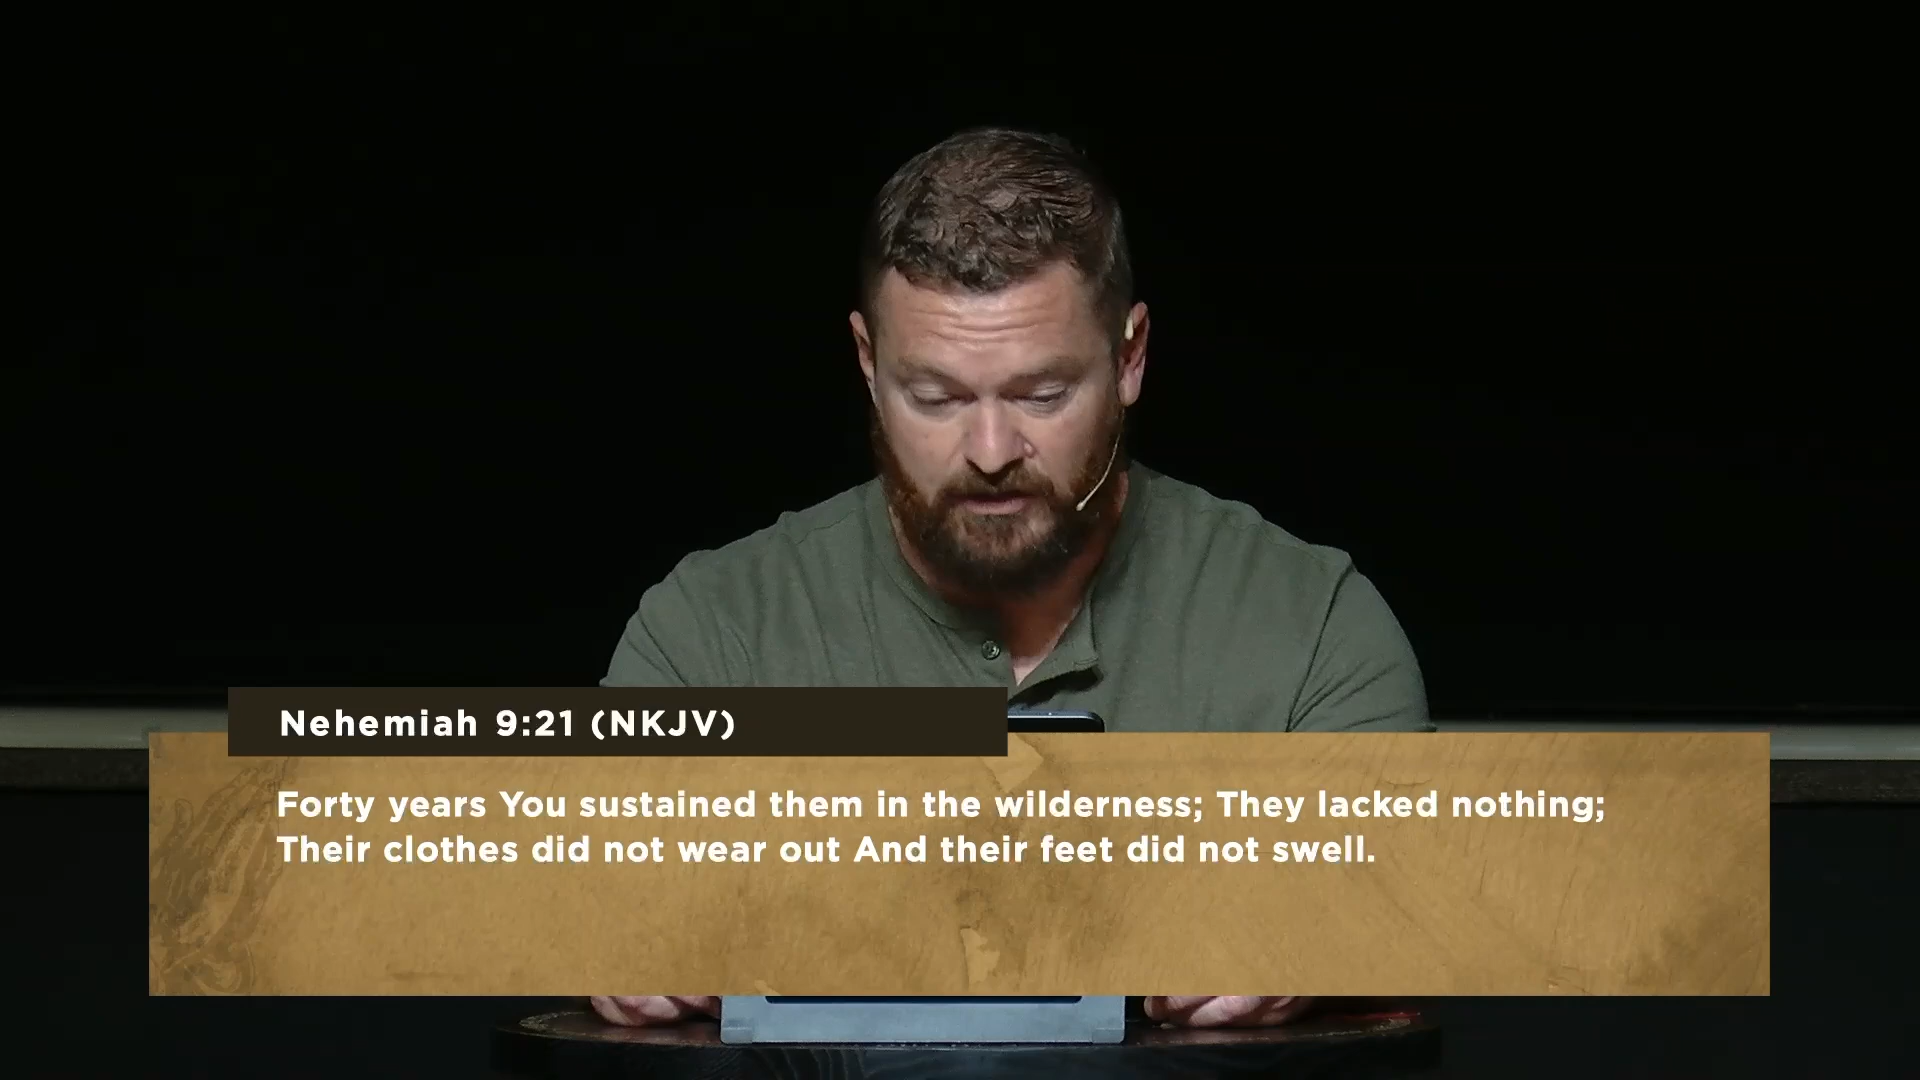 Nehemiah 9:21 (NKJV)
Forty years You sustained them in the wilderness; They lacked nothing;
Their clothes did not wear out And their feet did not swell.